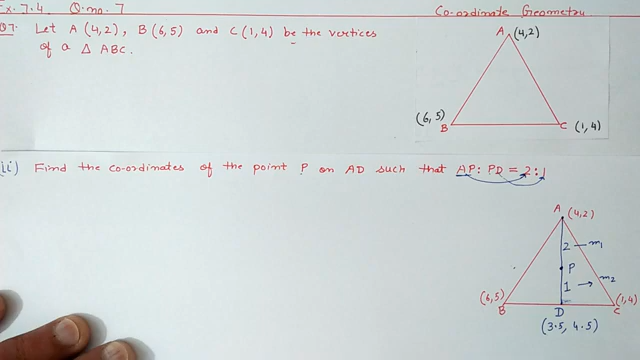 Ex. 7.4. Q. no. 7
Co-ordinate Geometry
Q7. Let A (4,2), B (6,5) and C (1,4) be the vertices
of a Δ ABC.
A (4,2)
(6,5)
B
C (1,4)
(ii) Find the co-ordinates of the point P on AD such that AP : PD = 2:1
A (4,2)
2 — m₁
P
1 → m₂
(6,5) (1,4)
B D C
(3.5, 4.5)